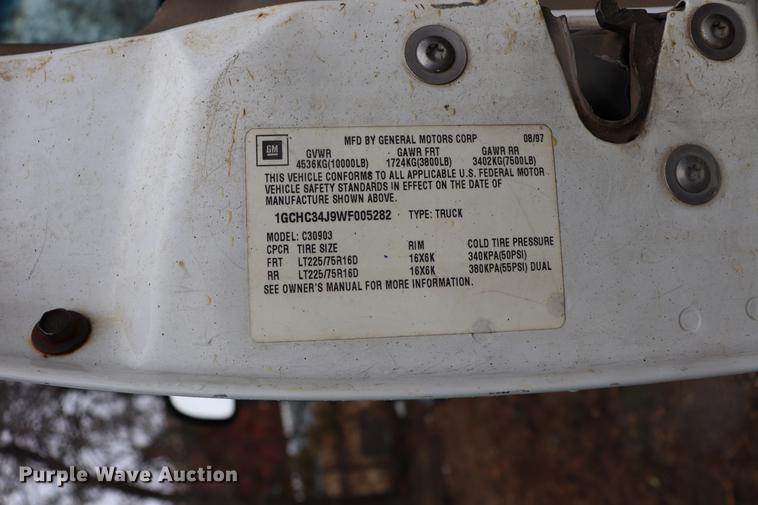 GM
MFD BY GENERAL MOTORS CORP 08/97
GVWR GAWR FRT GAWR RR
4536KG(10000LB) 1724KG(3800LB) 3402KG(7500LB)
THIS VEHICLE CONFORMS TO ALL APPLICABLE U.S. FEDERAL MOTOR
VEHICLE SAFETY STANDARDS IN EFFECT ON THE DATE OF
MANUFACTURE SHOWN ABOVE.
1GCHC34J9WF005282 TYPE: TRUCK
MODEL: C30903
CPCR TIRE SIZE RIM COLD TIRE PRESSURE
FRT LT225/75R16D 16X6K 340KPA(50PSI)
RR LT225/75R16D 16X6K 380KPA(55PSI) DUAL
SEE OWNER'S MANUAL FOR MORE INFORMATION.
Purple Wave Auction